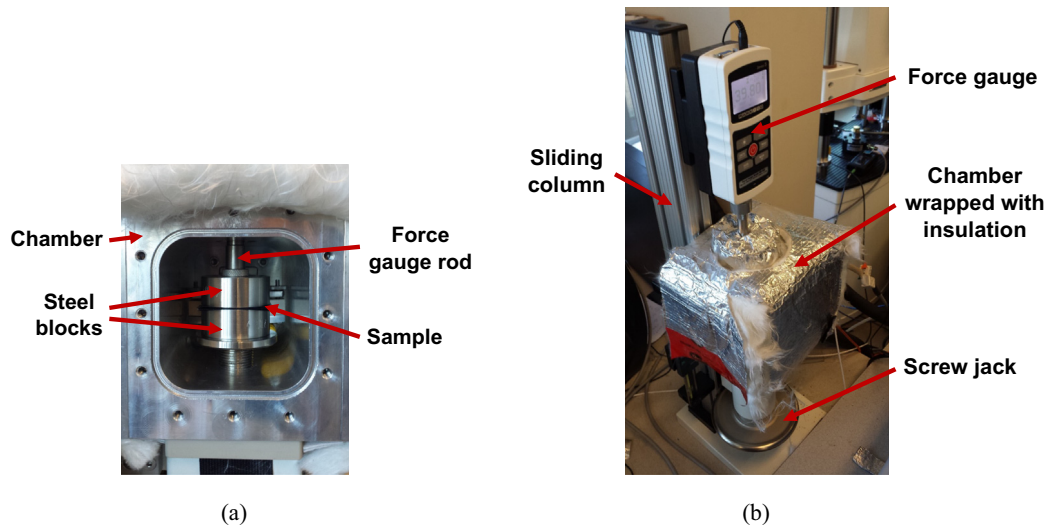 Chamber
Force
gauge rod
Steel
blocks
Sample
(a)
Force gauge
Sliding
column
Chamber
wrapped with
insulation
Screw jack
(b)